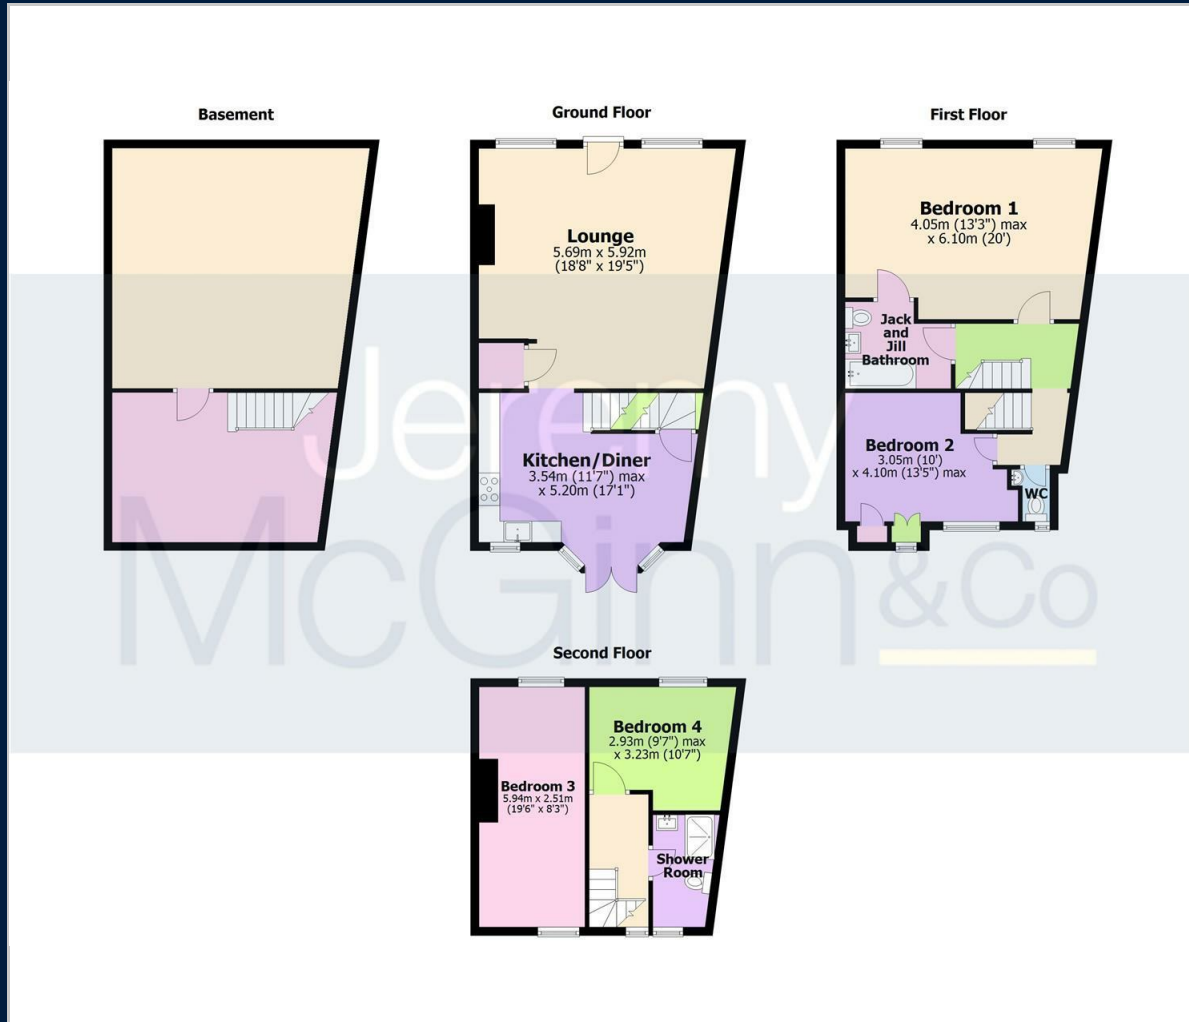 Basement
Ground Floor
First Floor
Lounge
5.69m x 5.92m
(18'8" x 19'5")
Bedroom 1
4.05m (13'3") max
x 6.10m (20')
Jack
and
Jill
Bathroom
Kitchen/Diner
3.54m (11'7") max
x 5.20m (17'1")
Bedroom 2
3.05m (10')
x 4.10m (13'5") max
WC
Jeremy
McGinn &Co
Second Floor
Bedroom 3
5.94m x 2.51m
(19'6" x 8'3")
Bedroom 4
2.93m (9'7") max
x 3.23m (10'7")
Shower
Room